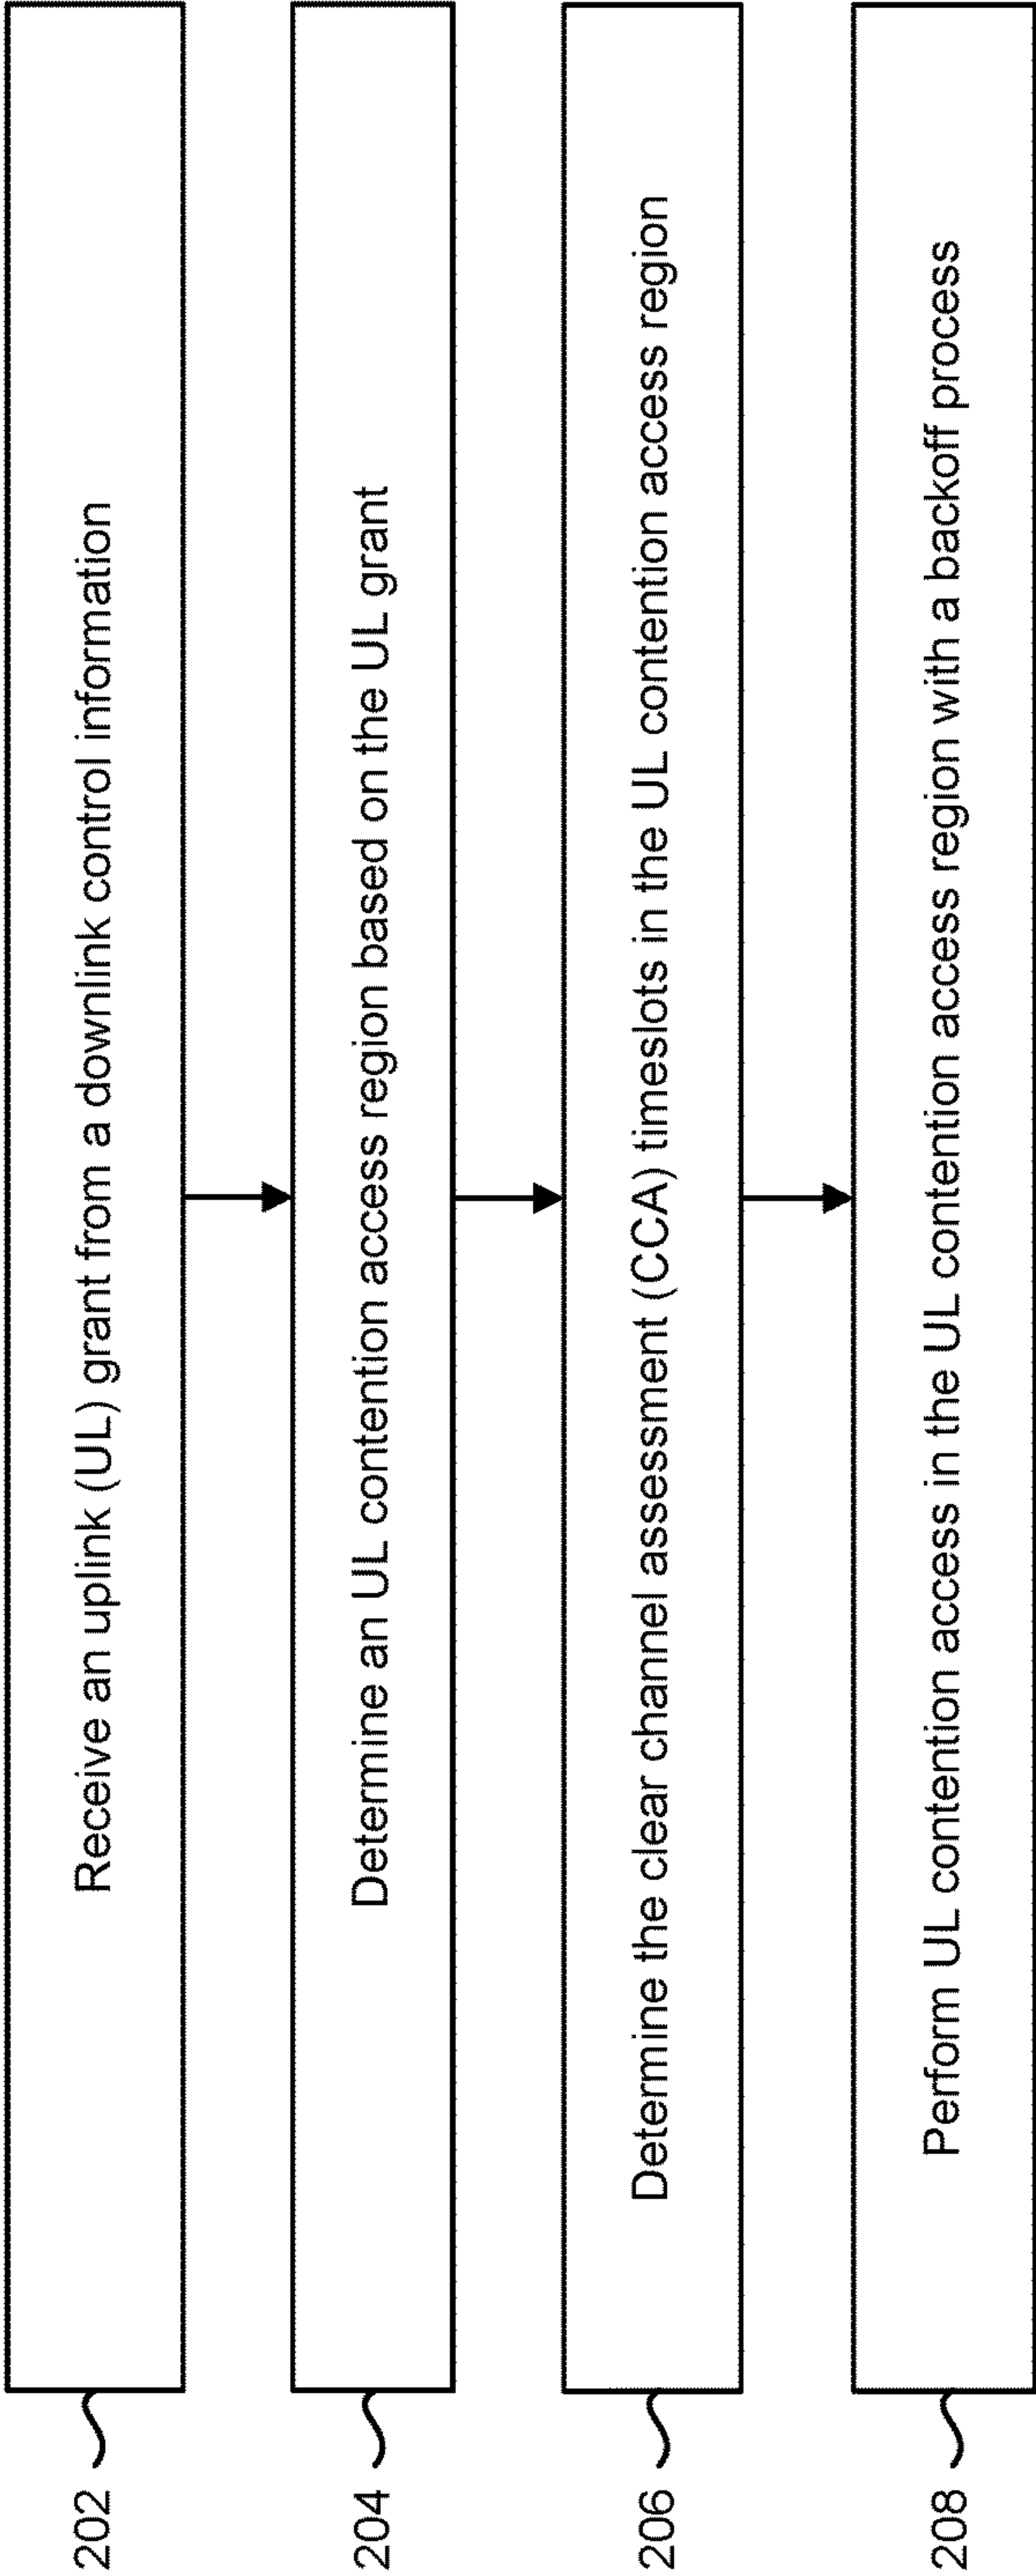 202
Receive an uplink (UL) grant from a downlink control information
204
Determine an UL contention access region based on the UL grant
206
Determine the clear channel assessment (CCA) timeslots in the UL contention access region
208
Perform UL contention access in the UL contention access region with a backoff process